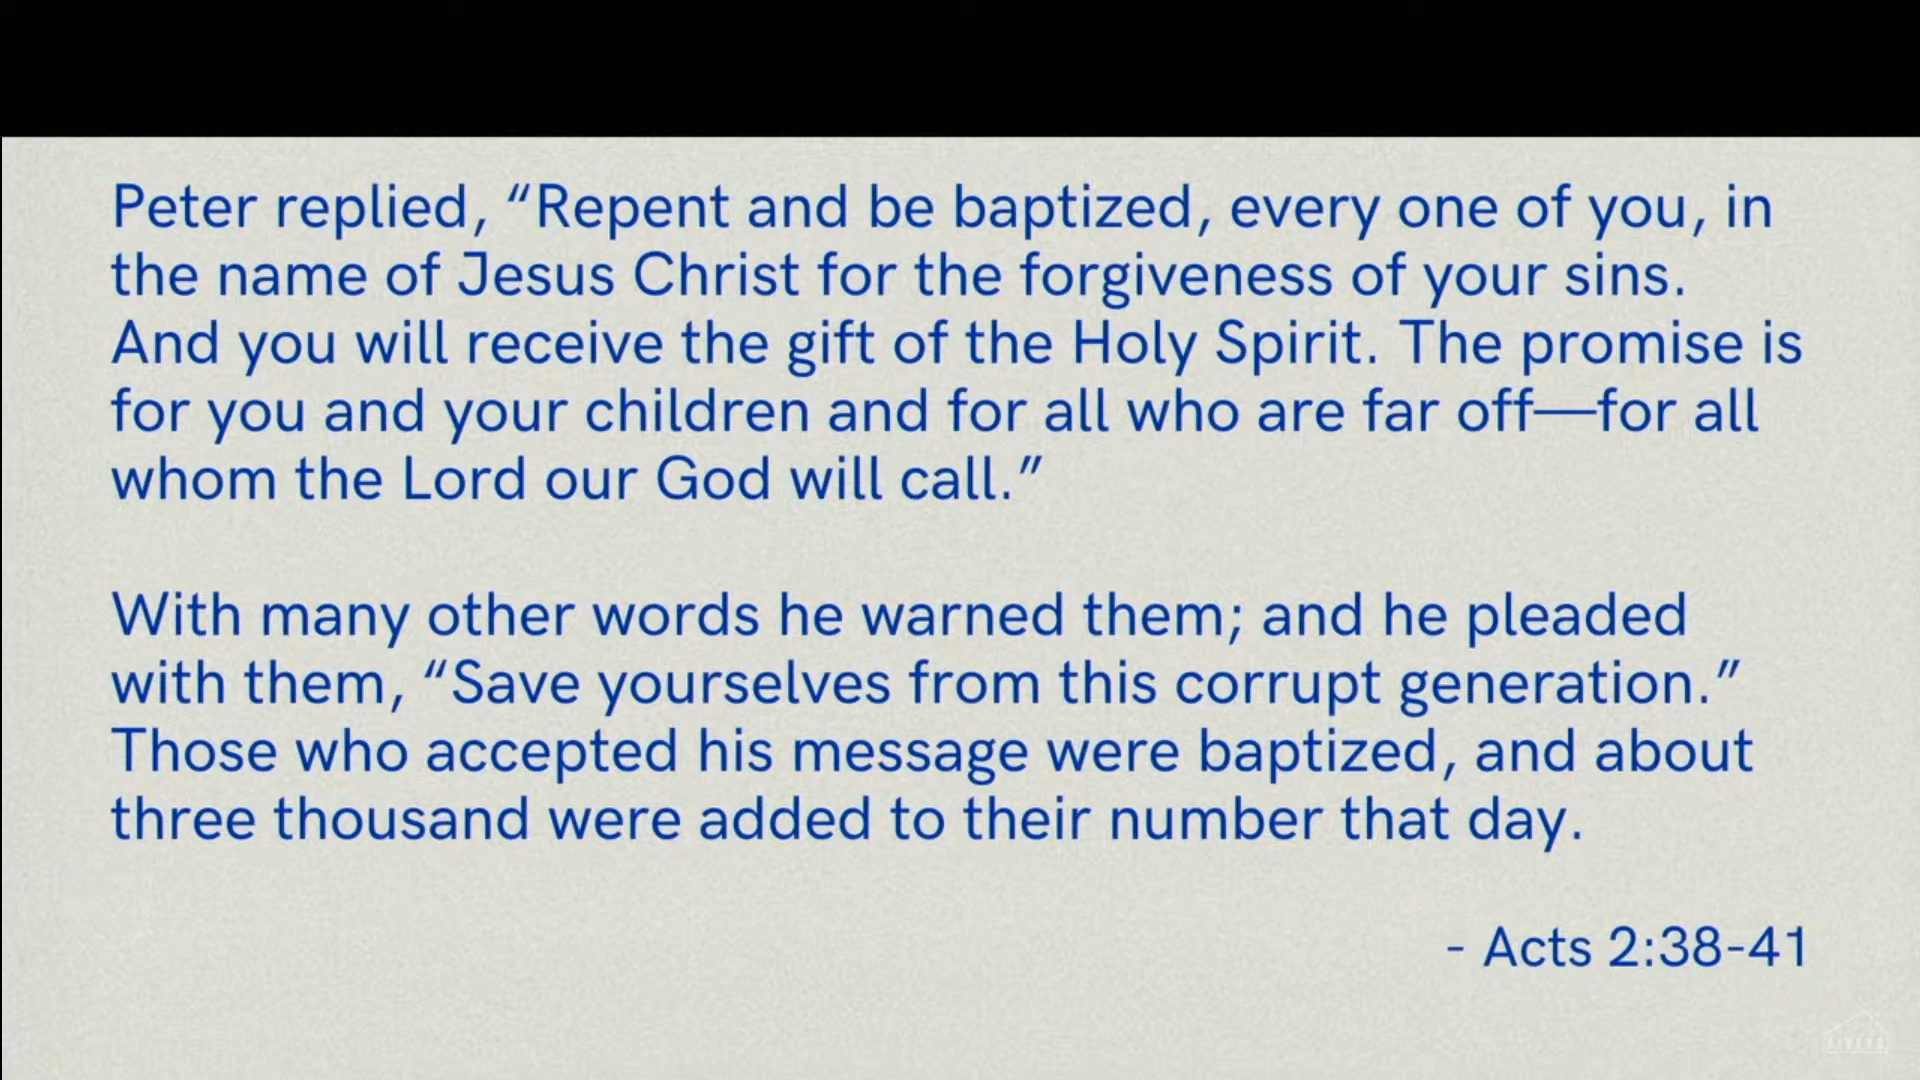 Peter replied, “Repent and be baptized, every one of you, in
the name of Jesus Christ for the forgiveness of your sins.
And you will receive the gift of the Holy Spirit. The promise is
for you and your children and for all who are far off—for all
whom the Lord our God will call.”
With many other words he warned them; and he pleaded
with them, “Save yourselves from this corrupt generation.”
Those who accepted his message were baptized, and about
three thousand were added to their number that day.
- Acts 2:38-41